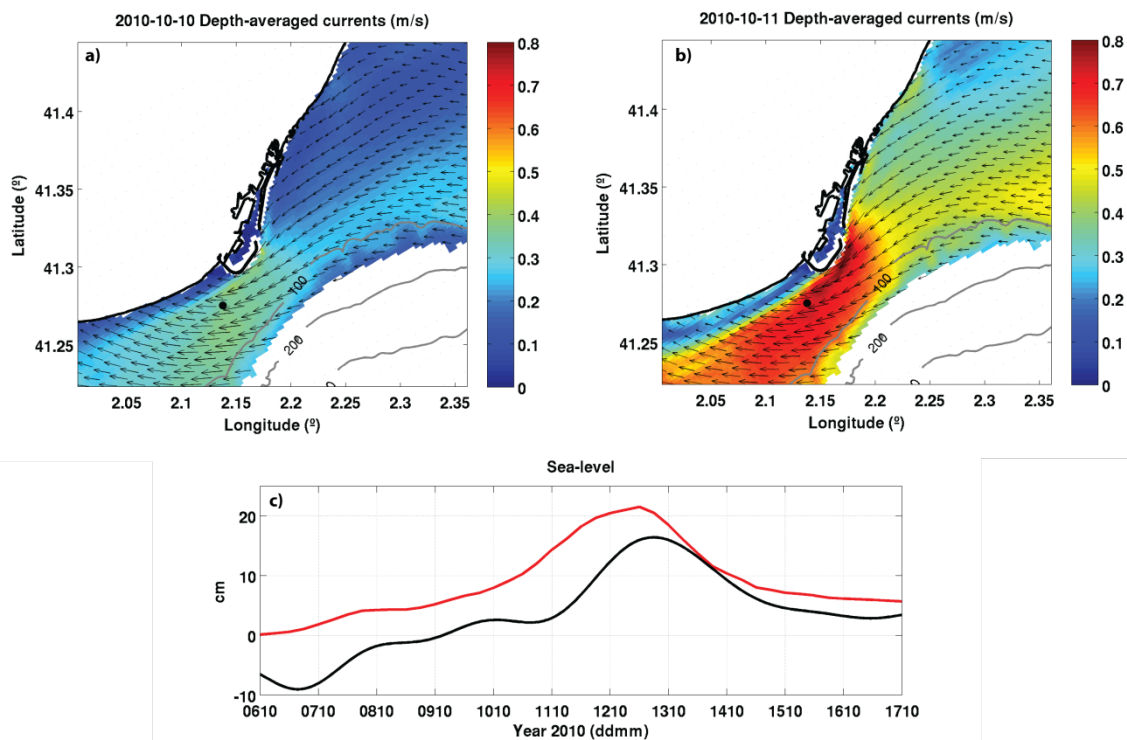 2010-10-10 Depth-averaged currents (m/s)
a)
0.8
0.7
0.6
0.5
0.4
0.3
0.2
0.1
0
41.4
41.35
41.3
41.25
Latitude (º)
100
200
2.05 2.1 2.15 2.2 2.25 2.3 2.35
Longitude (º)
2010-10-11 Depth-averaged currents (m/s)
b)
0.8
0.7
0.6
0.5
0.4
0.3
0.2
0.1
0
41.4
41.35
41.3
41.25
Latitude (º)
100
200
2.05 2.1 2.15 2.2 2.25 2.3 2.35
Longitude (º)
Sea-level
c)
20
10
0
-10
cm
0610 0710 0810 0910 1010 1110 1210 1310 1410 1510 1610 1710
Year 2010 (ddmm)